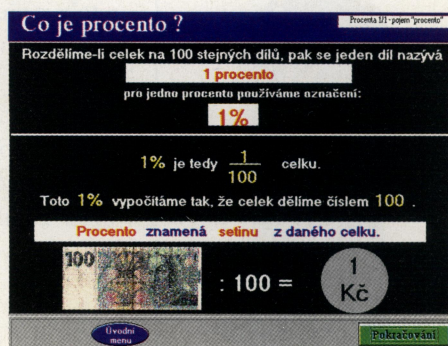 Co je procento ?
Procenta 1/1 - pojem "procento"
Rozdělíme-li celek na 100 stejných dílů, pak se jeden díl nazývá
1 procento
pro jedno procento používáme označení:
1%
1% je tedy 1/100 celku.
Toto 1% vypočítáme tak, že celek dělíme číslem 100 .
Procento znamená setinu z daného celku.
100 : 100 = 1 Kč
Úvodní menu
Pokračování